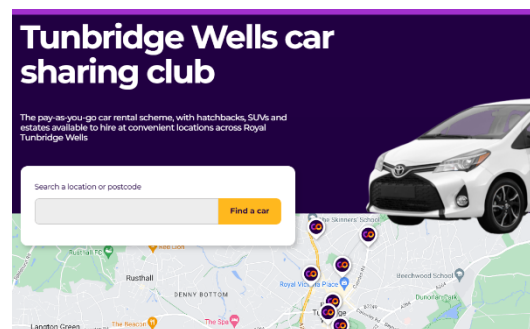 Tunbridge Wells car
sharing club
The pay-as-you-go car rental scheme, with hatchbacks, SUVs and
estates available to hire at convenient locations across Royal
Tunbridge Wells
Search a location or postcode
Find a car
The Skinners' School
Rusthall FC
Rusthall
Beechwood School
Royal Victoria Place
DENNY BOTTOM
Dunorlan Park
Langton Green
The Beacon
The Spa